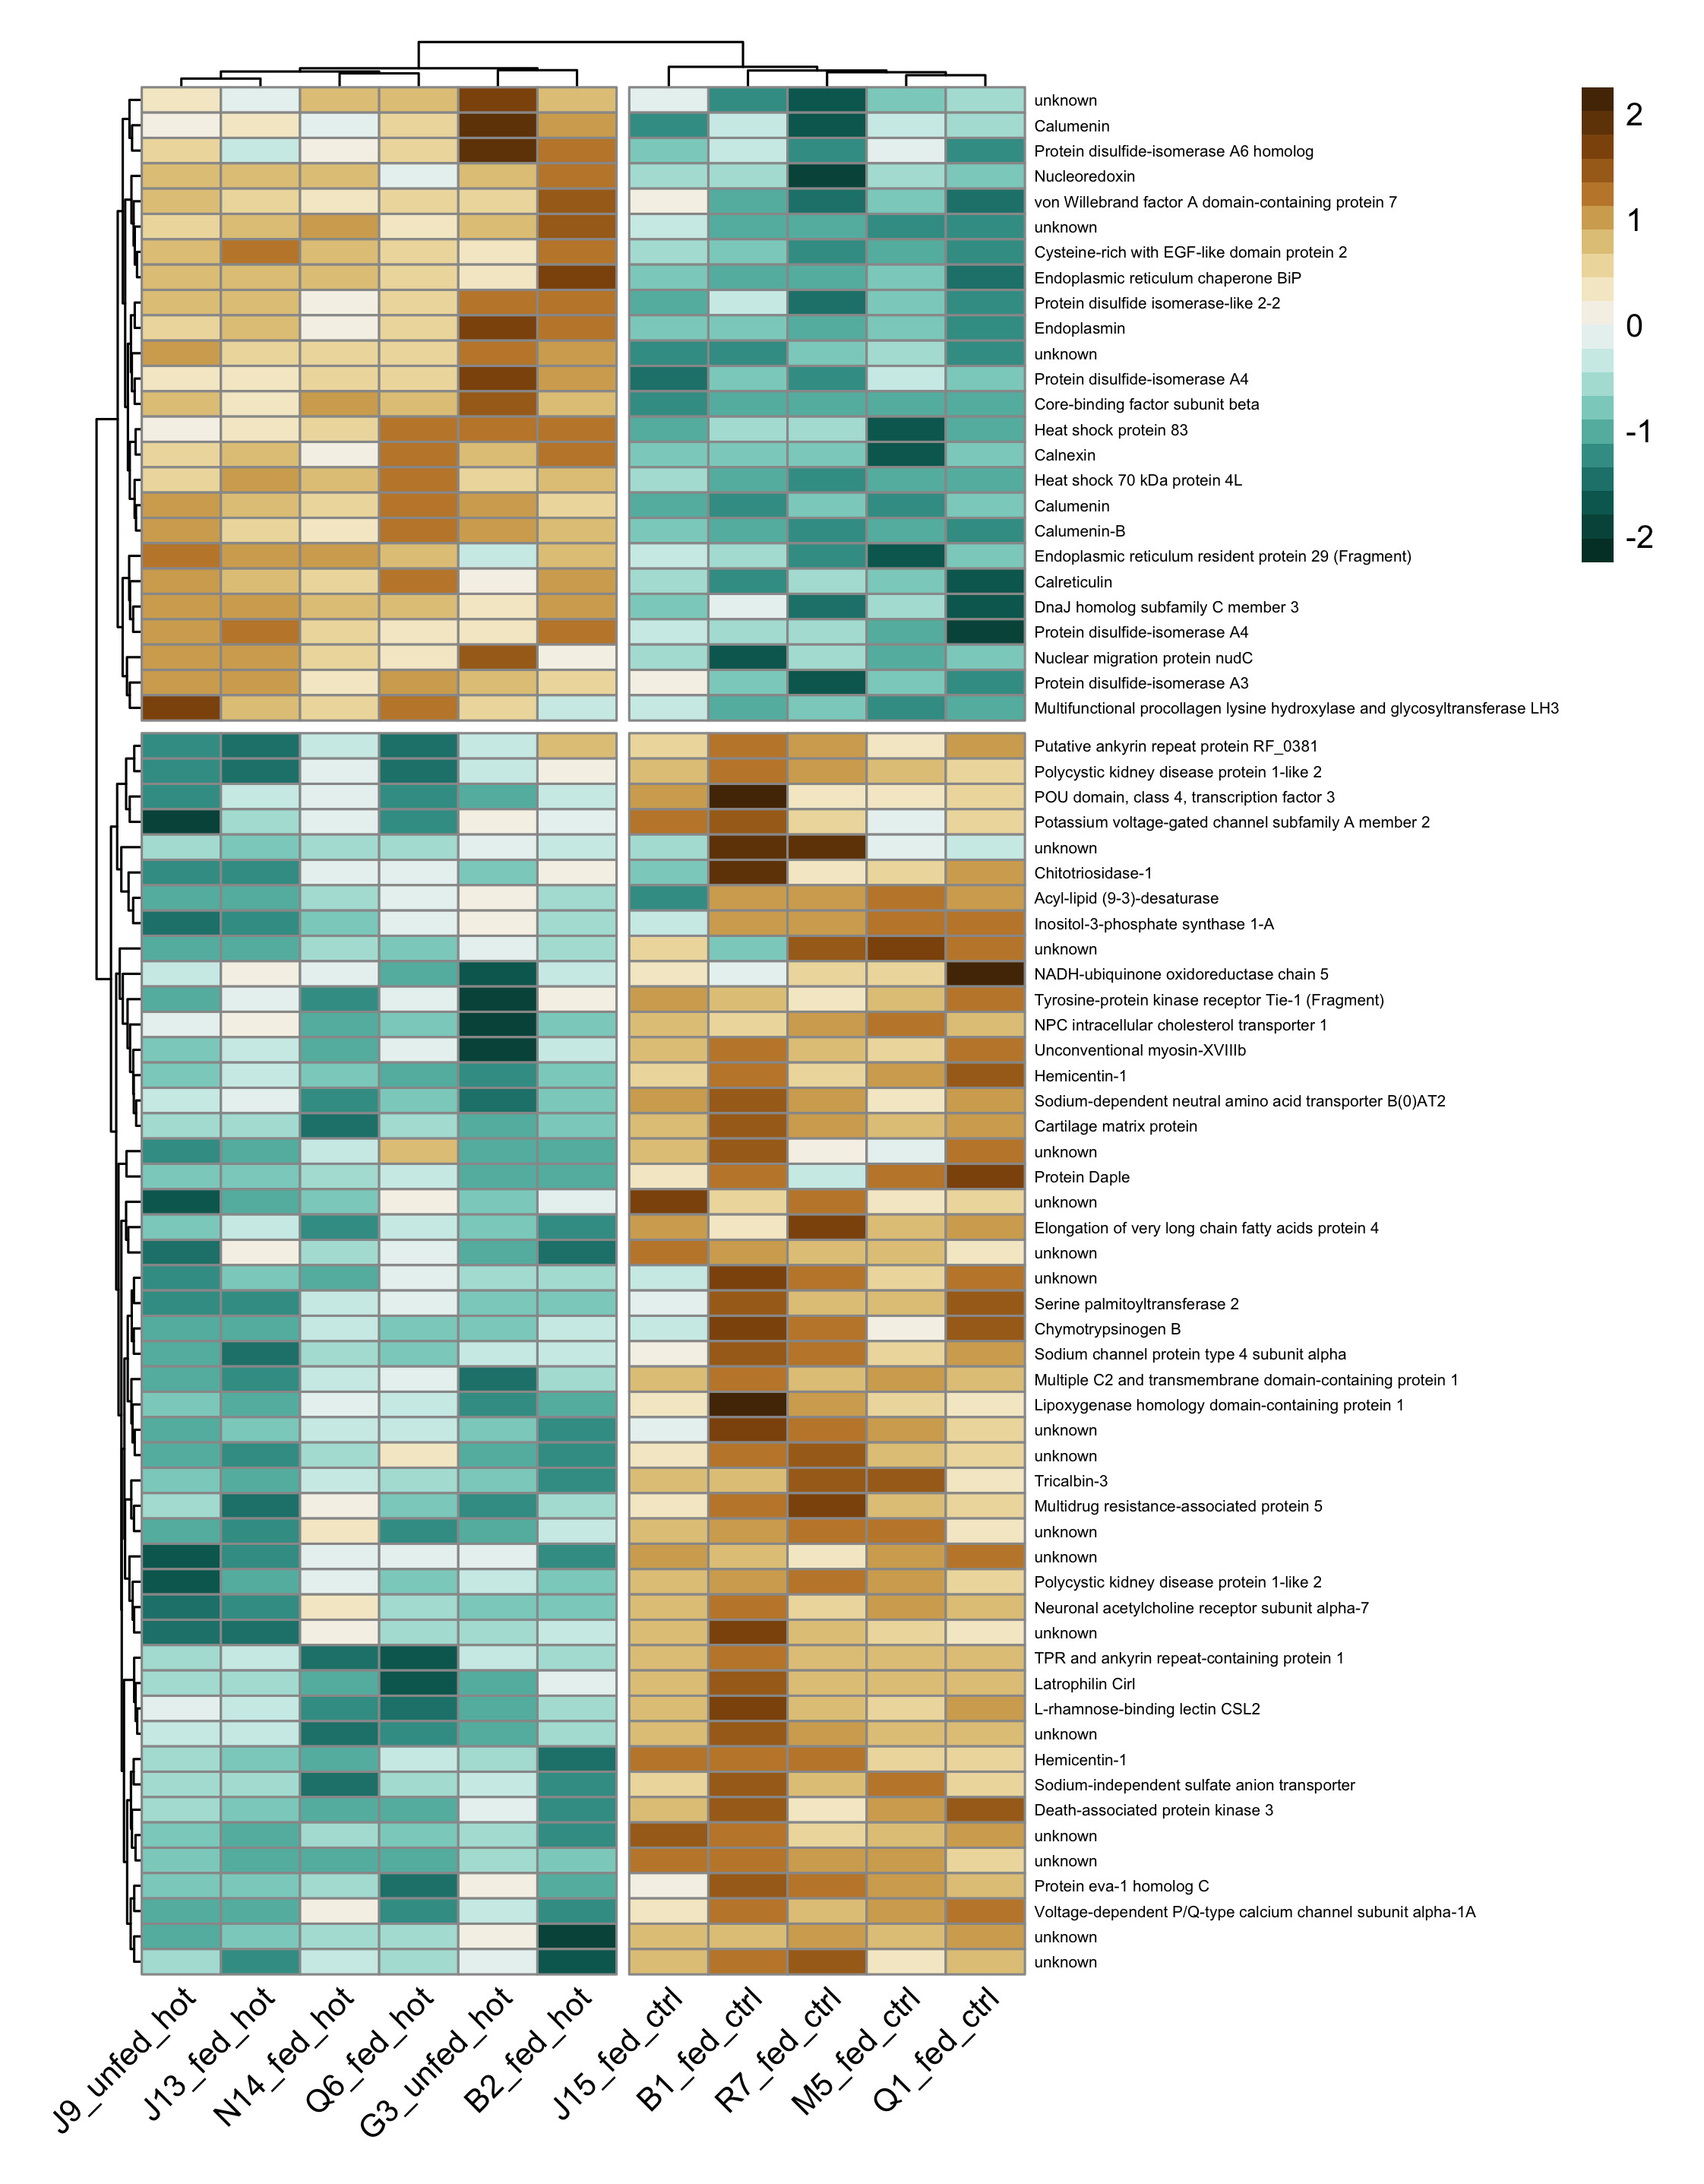 unknown
Calumenin
Protein disulfide-isomerase A6 homolog
Nucleoredoxin
von Willebrand factor A domain-containing protein 7
unknown
Cysteine-rich with EGF-like domain protein 2
Endoplasmic reticulum chaperone BiP
Protein disulfide isomerase-like 2-2
Endoplasmin
unknown
Protein disulfide-isomerase A4
Core-binding factor subunit beta
Heat shock protein 83
Calnexin
Heat shock 70 kDa protein 4L
Calumenin
Calumenin-B
Endoplasmic reticulum resident protein 29 (Fragment)
Calreticulin
DnaJ homolog subfamily C member 3
Protein disulfide-isomerase A4
Nuclear migration protein nudC
Protein disulfide-isomerase A3
Multifunctional procollagen lysine hydroxylase and glycosyltransferase LH3
Putative ankyrin repeat protein RF_0381
Polycystic kidney disease protein 1-like 2
POU domain, class 4, transcription factor 3
Potassium voltage-gated channel subfamily A member 2
unknown
Chitotriosidase-1
Acyl-lipid (9-3)-desaturase
Inositol-3-phosphate synthase 1-A
unknown
NADH-ubiquinone oxidoreductase chain 5
Tyrosine-protein kinase receptor Tie-1 (Fragment)
NPC intracellular cholesterol transporter 1
Unconventional myosin-XVIIIb
Hemicentin-1
Sodium-dependent neutral amino acid transporter B(0)AT2
Cartilage matrix protein
unknown
Protein Daple
unknown
Elongation of very long chain fatty acids protein 4
unknown
unknown
Serine palmitoyltransferase 2
Chymotrypsinogen B
Sodium channel protein type 4 subunit alpha
Multiple C2 and transmembrane domain-containing protein 1
Lipoxygenase homology domain-containing protein 1
unknown
unknown
Tricalbin-3
Multidrug resistance-associated protein 5
unknown
unknown
Polycystic kidney disease protein 1-like 2
Neuronal acetylcholine receptor subunit alpha-7
unknown
TPR and ankyrin repeat-containing protein 1
Latrophilin Cirl
L-rhamnose-binding lectin CSL2
unknown
Hemicentin-1
Sodium-independent sulfate anion transporter
Death-associated protein kinase 3
unknown
unknown
Protein eva-1 homolog C
Voltage-dependent P/Q-type calcium channel subunit alpha-1A
unknown
unknown
2
1
0
-1
-2
J9_unfed_hot
J13_fed_hot
N14_fed_hot
Q6_fed_hot
G3_unfed_hot
B2_fed_hot
J15_fed_ctrl
B1_fed_ctrl
R7_fed_ctrl
M5_fed_ctrl
Q1_fed_ctrl